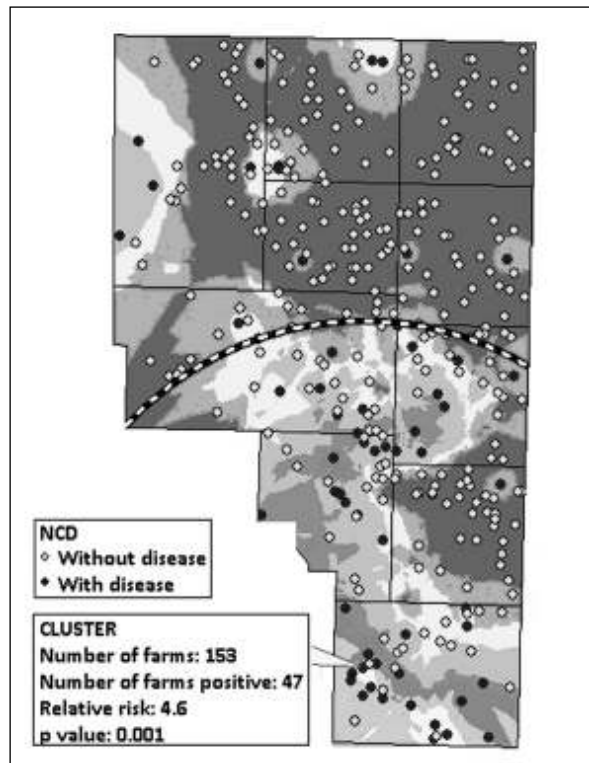 NCD
Without disease
With disease
CLUSTER
Number of farms: 153
Number of farms positive: 47
Relative risk: 4.6
p value: 0.001